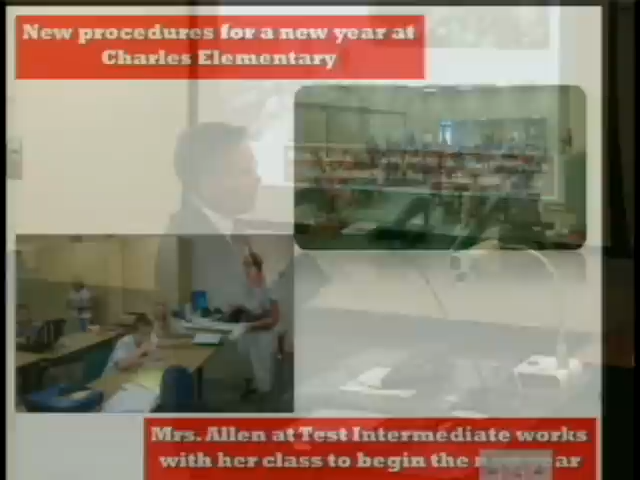 New procedures for a new year at
Charles Elementary
Mrs. Allen at Test Intermediate works
with her class to begin the